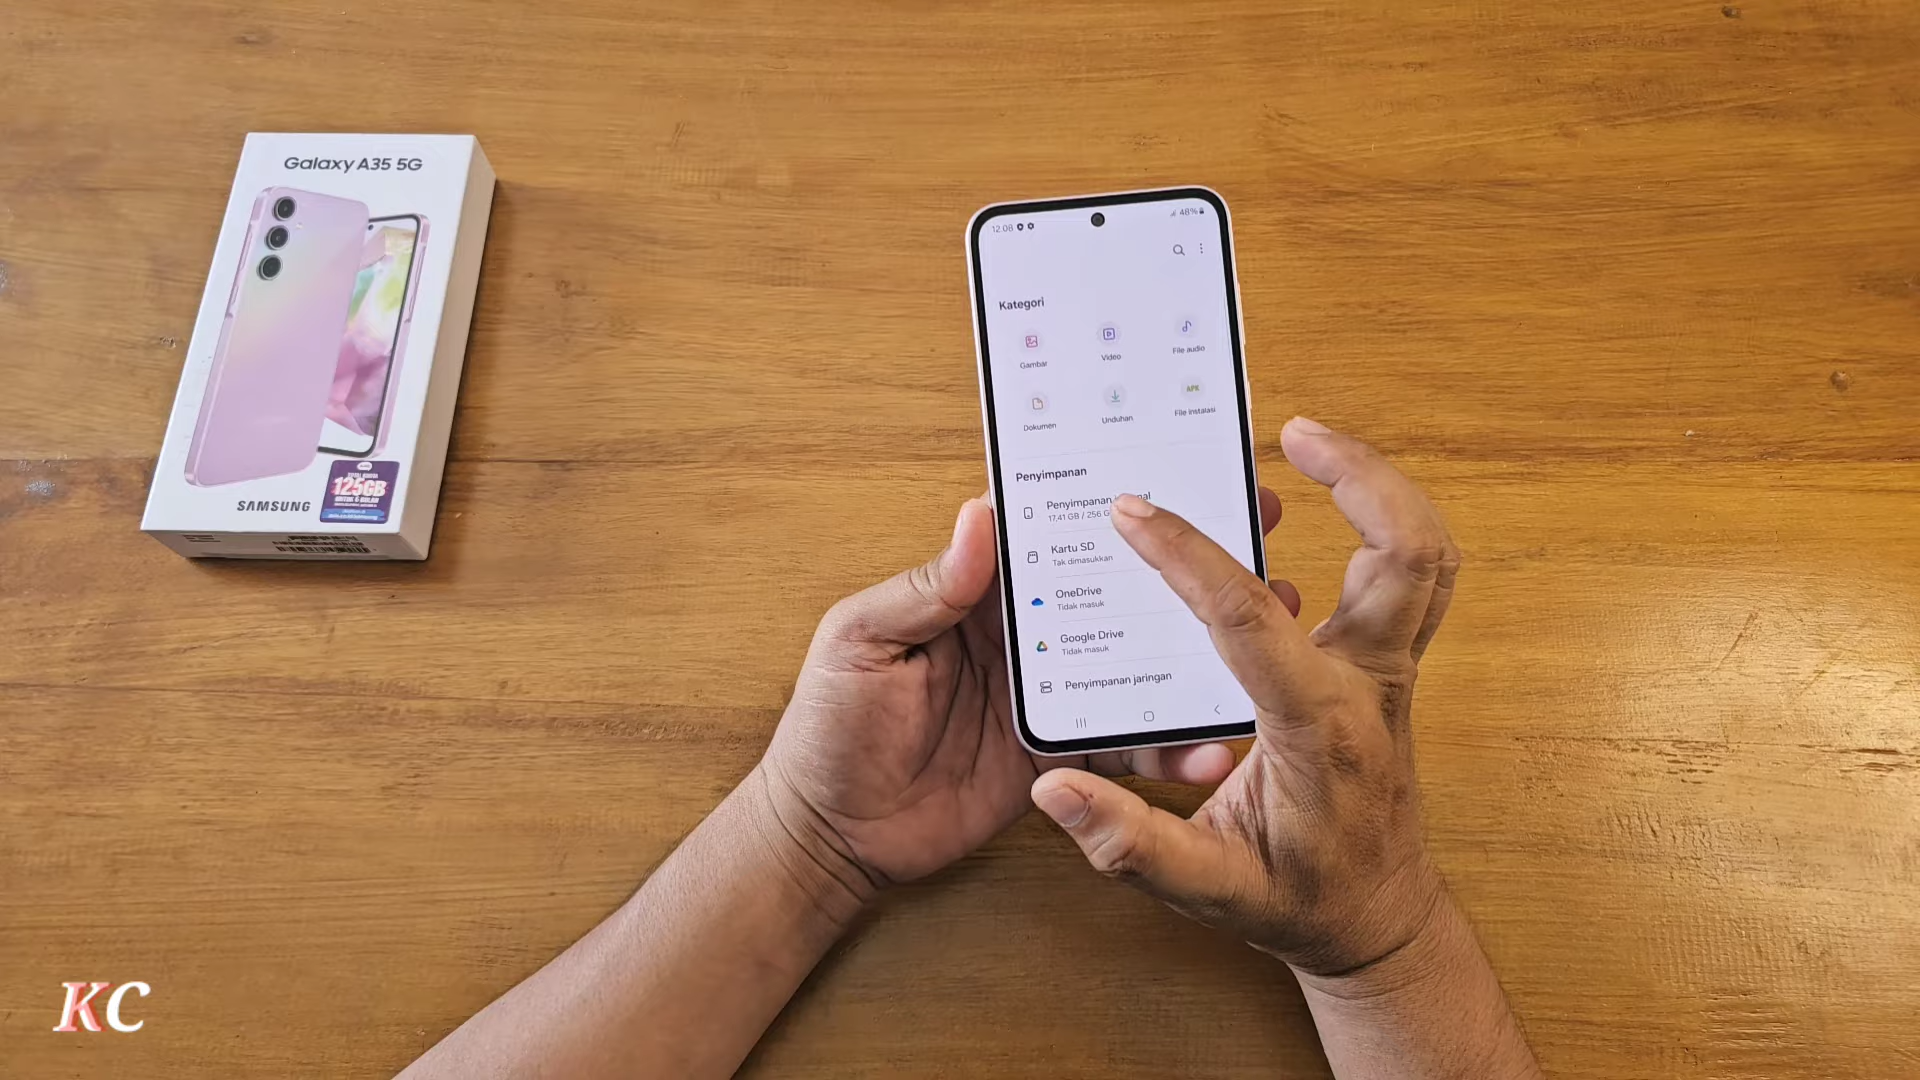 Galaxy A35 5G
125GB
SAMSUNG
12.08
48%
Kategori
Gambar
Video
File audio
APK
Dokumen
Unduhan
File instalasi
Penyimpanan
Penyimpanan
17,41 GB / 256 G
Kartu SD
Tak dimasukkan
OneDrive
Tidak masuk
Google Drive
Tidak masuk
Penyimpanan jaringan
KC